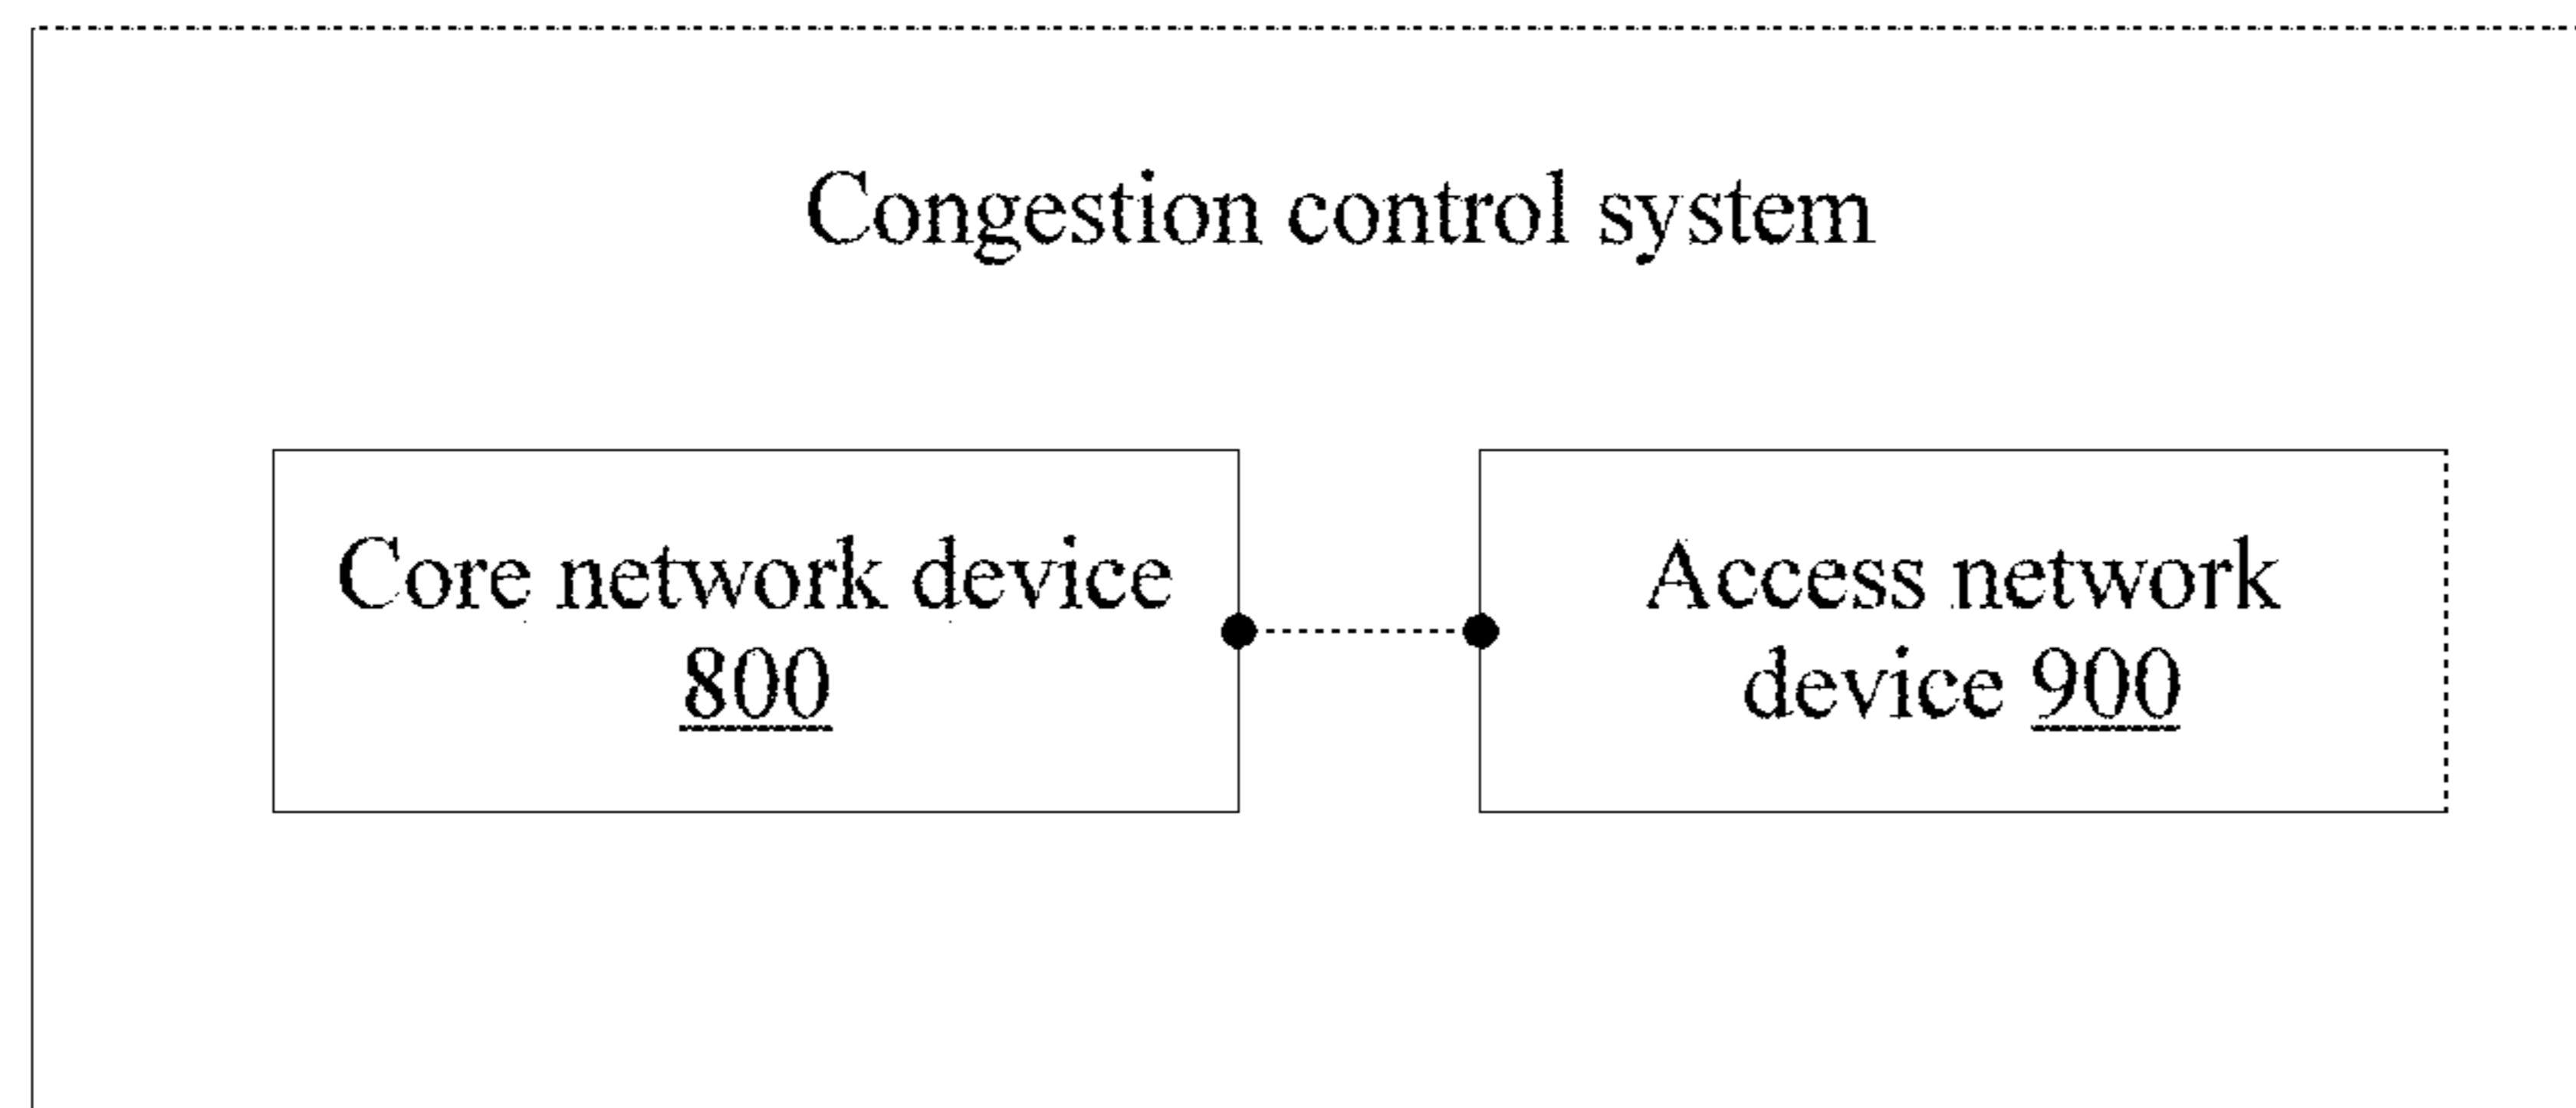 Congestion control system
Core network device
800
Access network
device 900